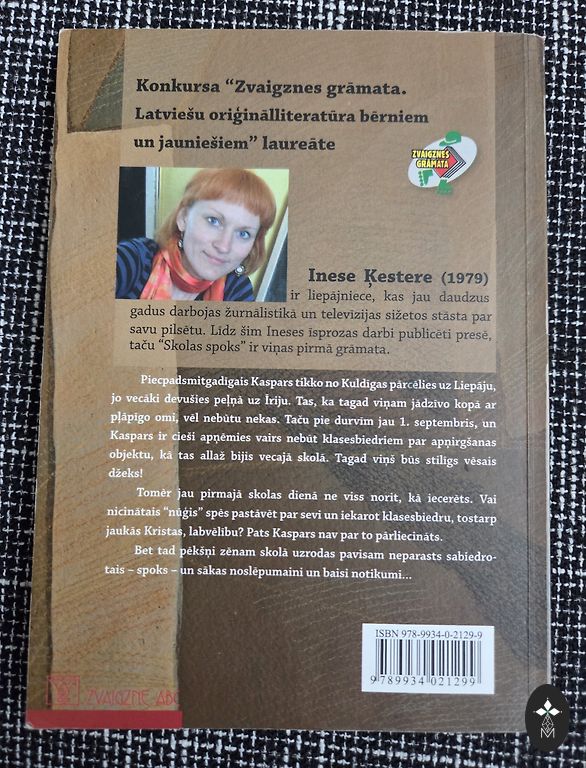 Konkursa “Zvaigznes grāmata.
Latviešu oriģinālliteratūra bērniem
un jauniešiem” laureāte
ZVAIGZNES
GRĀMATA
Inese Ķestere (1979)
ir liepājniece, kas jau daudzus
gadus darbojas žurnālistikā un televīzijas sižetos stāsta par
savu pilsētu. Līdz šim Ineses īsprozas darbi publicēti presē,
taču “Skolas spoks” ir viņas pirmā grāmata.
Piecpadsmitgadīgais Kaspars tikko no Kuldīgas pārcēlies uz Liepāju,
jo vecāki devušies peļņā uz Īriju. Tas, ka tagad viņam jādzīvo kopā ar
pļāpīgo omi, vēl nebūtu nekas. Taču pie durvīm jau 1. septembris, un
Kaspars ir cieši apņēmies vairs nebūt klasesbiedriem par apņirgšanas
objektu, kā tas allaž bijis vecajā skolā. Tagad viņš būs stilīgs vēsais
džeks!
Tomēr jau pirmajā skolas dienā ne viss norit, kā iecerēts. Vai
nicinātais “nūģis” spēs pastāvēt par sevi un iekarot klasesbiedru, tostarp
jaukās Kristas, labvēlību? Pats Kaspars nav par to pārliecināts.
Bet tad pēkšņi zēnam skolā uzrodas pavisam neparasts sabiedro-
tais – spoks – un sākas noslēpumaini un baisi notikumi...
ISBN 978-9934-0-2129-9
9 789934 021299
ZVAIGZNE ABC